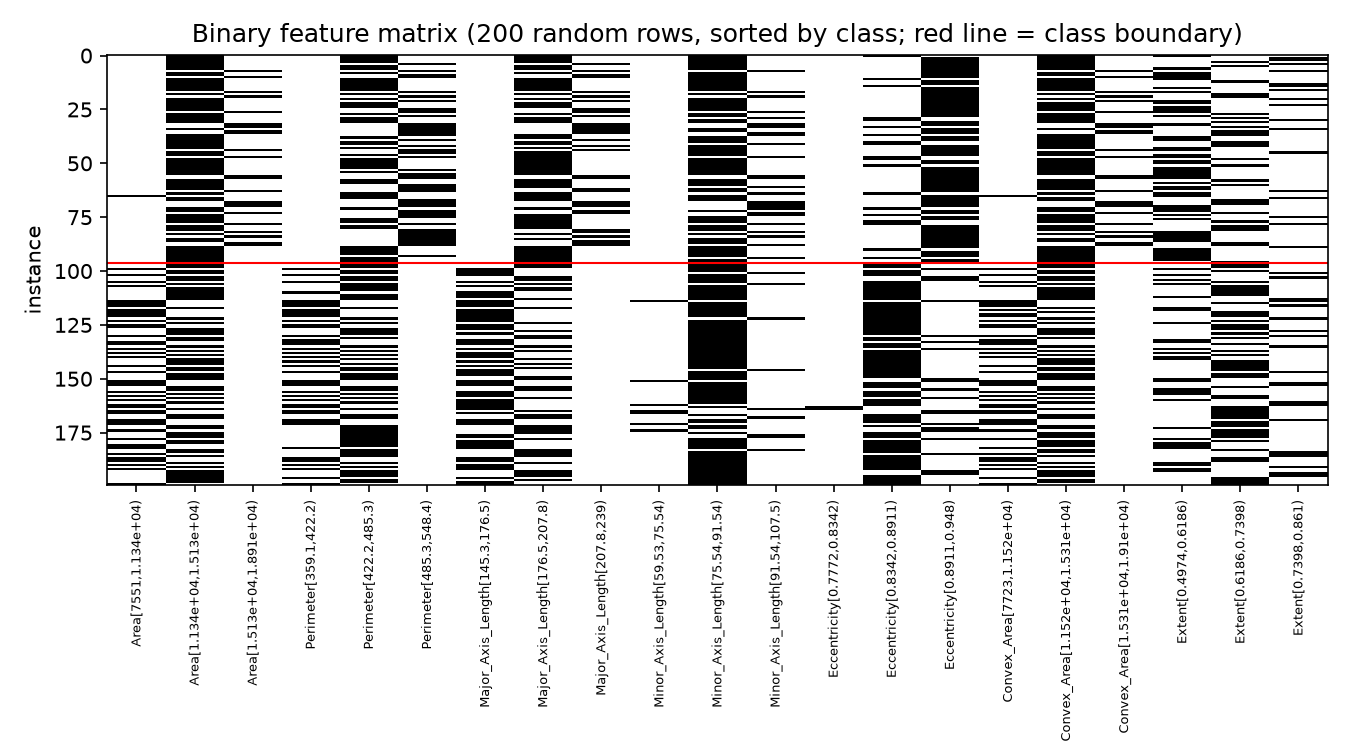 Binary feature matrix (200 random rows, sorted by class; red line = class boundary)
0
25
50
75
100
125
150
175
instance
Area[7551,1.134e+04)
Area[1.134e+04,1.513e+04)
Area[1.513e+04,1.891e+04)
Perimeter[359.1,422.2)
Perimeter[422.2,485.3)
Perimeter[485.3,548.4)
Major_Axis_Length[145.3,176.5)
Major_Axis_Length[176.5,207.8)
Major_Axis_Length[207.8,239)
Minor_Axis_Length[59.53,75.54)
Minor_Axis_Length[75.54,91.54)
Minor_Axis_Length[91.54,107.5)
Eccentricity[0.7772,0.8342)
Eccentricity[0.8342,0.8911)
Eccentricity[0.8911,0.948)
Convex_Area[7723,1.152e+04)
Convex_Area[1.152e+04,1.531e+04)
Convex_Area[1.531e+04,1.91e+04)
Extent[0.4974,0.6186)
Extent[0.6186,0.7398)
Extent[0.7398,0.861)